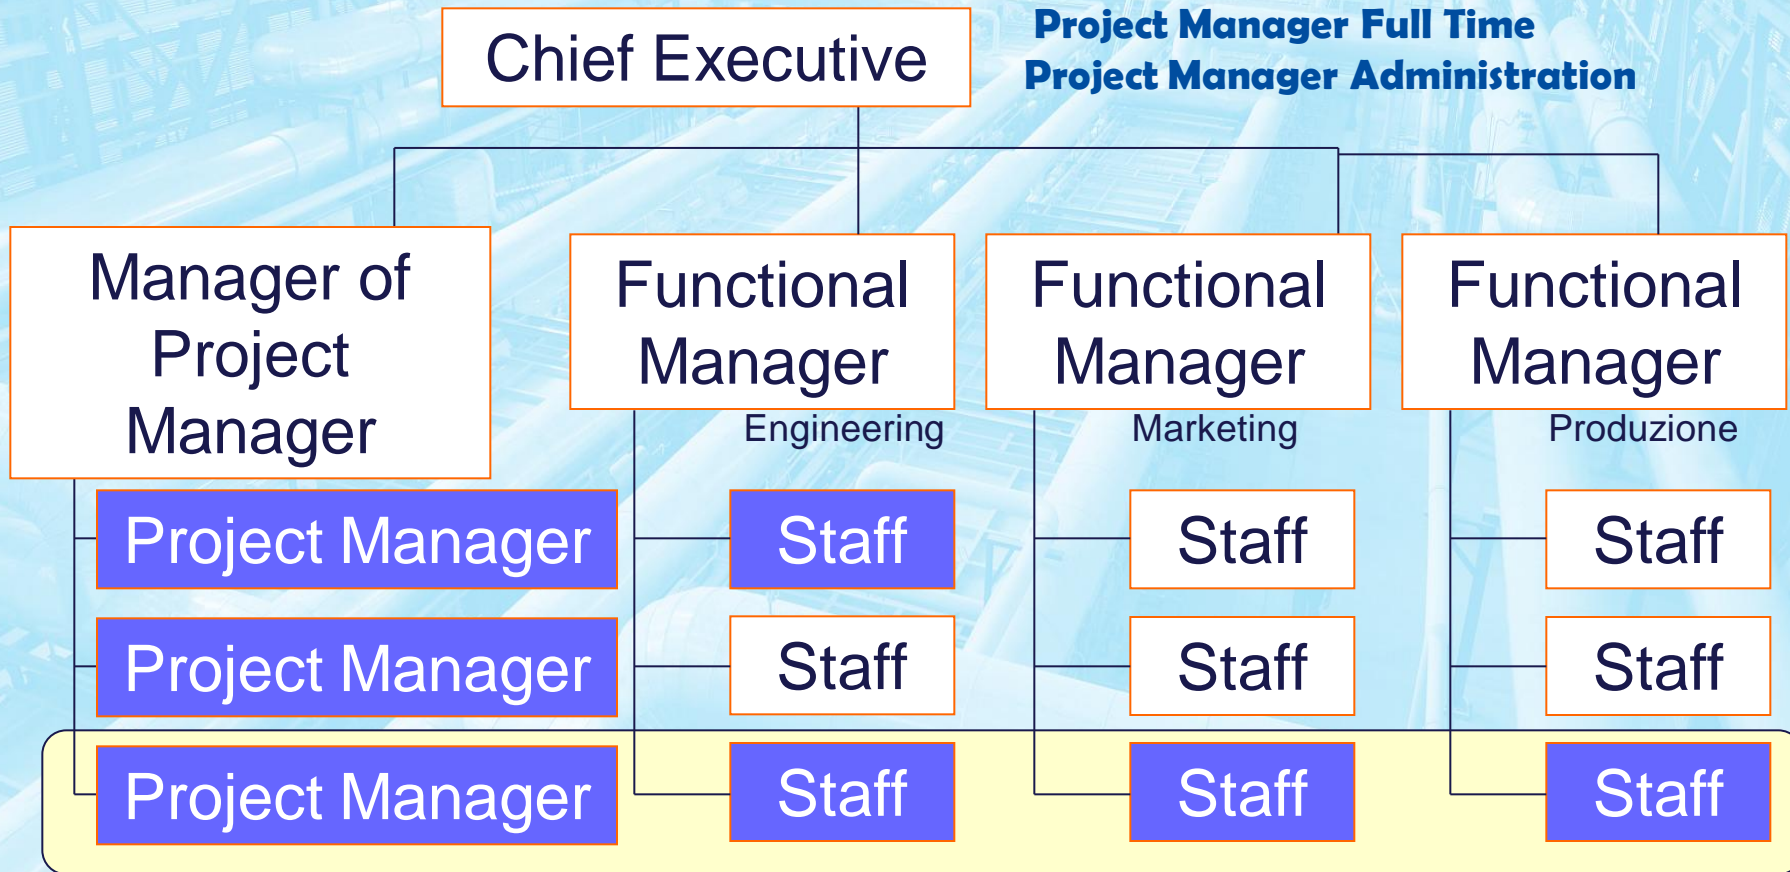 Chief Executive
Project Manager Full Time
Project Manager Administration
Manager of
Project
Manager
Functional
Manager
Engineering
Functional
Manager
Marketing
Functional
Manager
Produzione
Project Manager
Staff
Staff
Staff
Project Manager
Staff
Staff
Staff
Project Manager
Staff
Staff
Staff